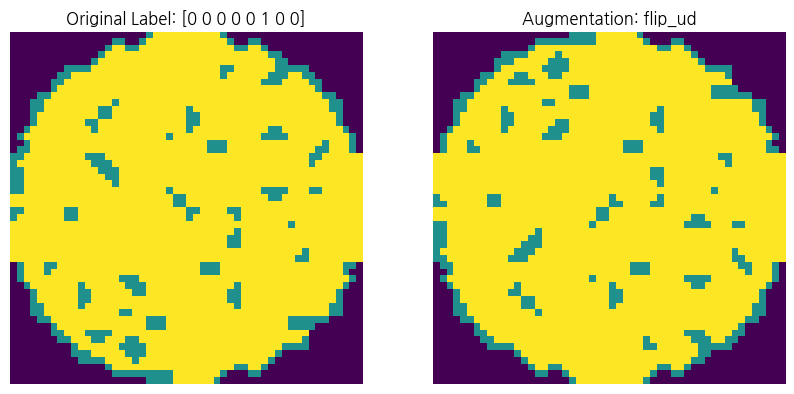 Original Label: [0 0 0 0 0 1 0 0]
Augmentation: flip_ud